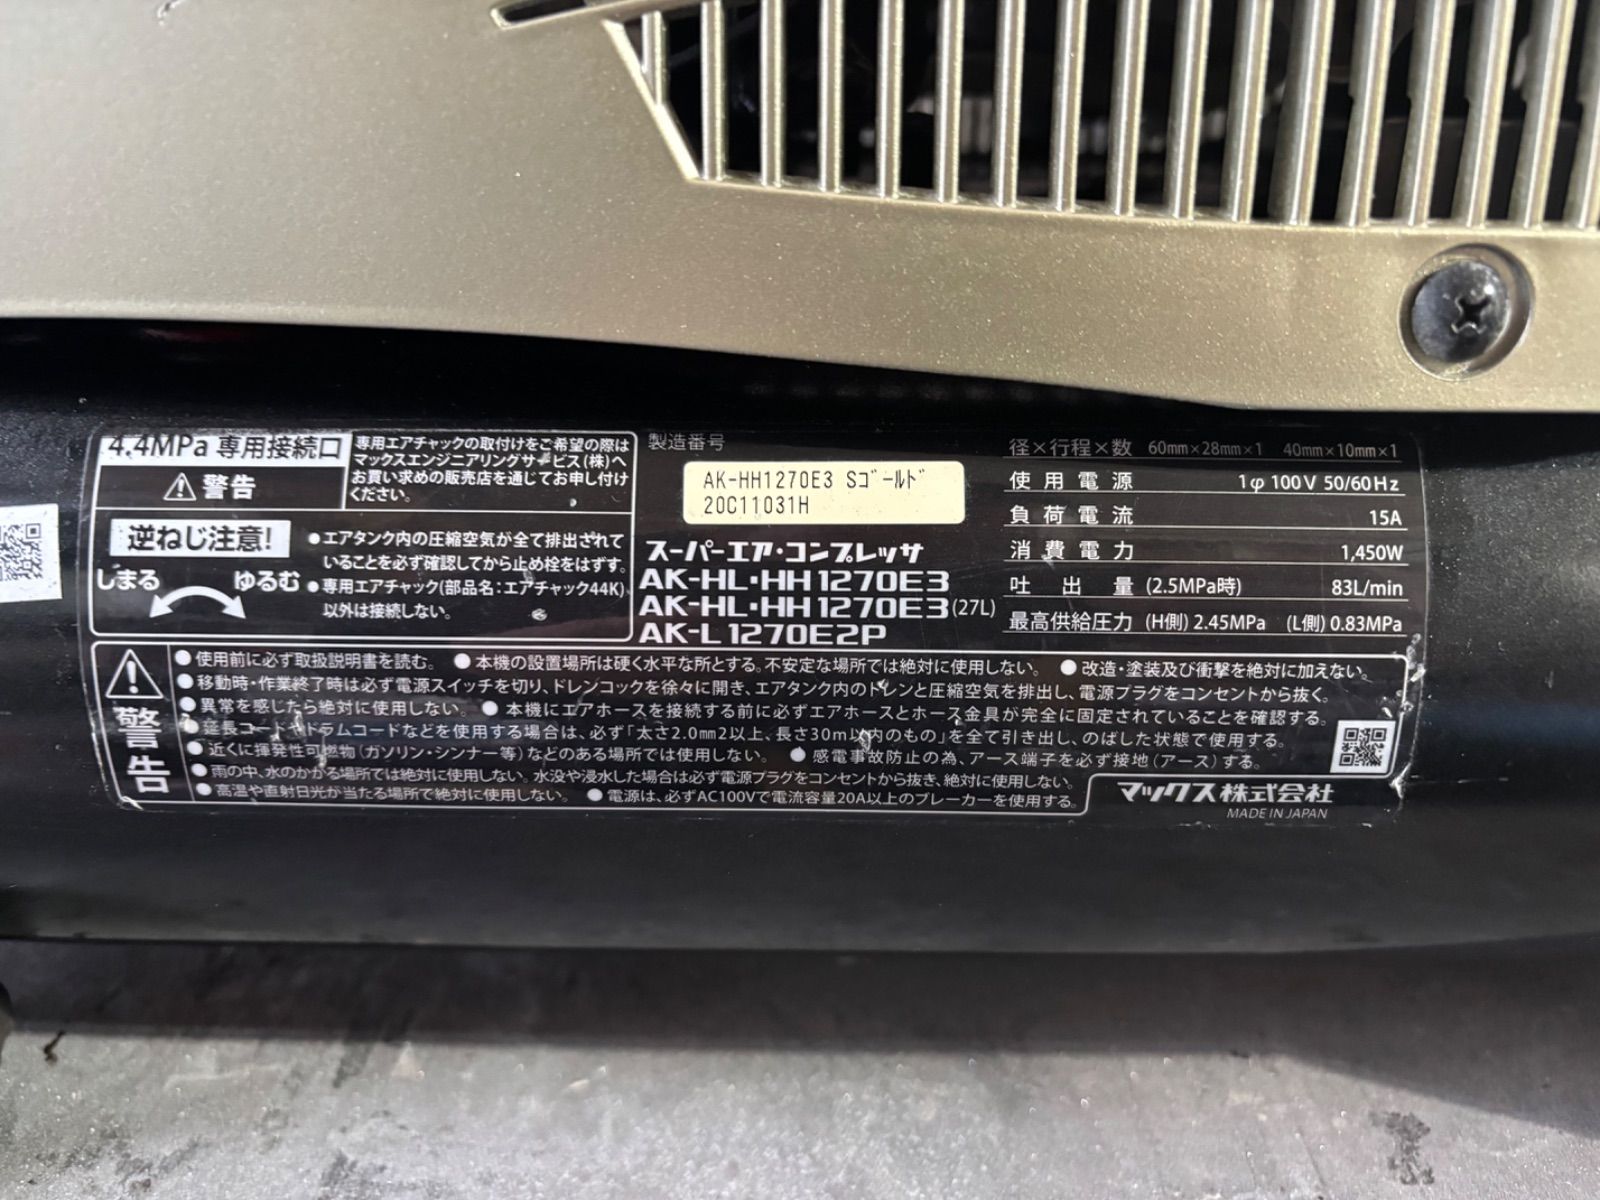 4.4MPa 専用接続口
⚠警告
専用エアチャックの取付けをご希望の際は
マックスエンジニアリングサービス(株)へ
お買い求めの販売店を通じてお申し付け
ください。
逆ねじ注意!
しまる ゆるむ
●エアタンク内の圧縮空気が全て排出されて
いることを必ず確認してから止め栓をはずす。
●専用エアチャック(部品名:エアチャック44K)
以外は接続しない。
製造番号
AK-HH1270E3 Sゴールド
20C11031H
スーパーエア・コンプレッサ
AK-HL・HH1270E3
AK-HL・HH1270E3(27L)
AK-L1270E2P
径×行程×数 60mm×28mm×1 40mm×10mm×1
使用電源 1φ 100V 50/60Hz
負荷電流 15A
消費電力 1,450W
吐出量 (2.5MPa時) 83L/min
最高供給圧力 (H側) 2.45MPa (L側) 0.83MPa
⚠警告
●使用前に必ず取扱説明書を読む。 ●本機の設置場所は硬く水平な所とする。不安定な場所では絶対に使用しない。 ●改造・塗装及び衝撃を絶対に加えない。
●移動時・作業終了時は必ず電源スイッチを切り、ドレンコックを徐々に開き、エアタンク内のドレンと圧縮空気を排出し、電源プラグをコンセントから抜く。
●異常を感じたら絶対に使用しない。 ●本機にエアホースを接続する前に必ずエアホースとホース金具が完全に固定されていることを確認する。
●延長コードやドラムコードなどを使用する場合は、必ず「太さ2.0mm2以上、長さ30m以内のもの」を全て引き出し、のばした状態で使用する。
●近くに揮発性可燃物(ガソリン・シンナー等)などのある場所では使用しない。 ●感電事故防止の為、アース端子を必ず接地(アース)する。
●雨の中、水のかかる場所では絶対に使用しない。水没や浸水した場合は必ず電源プラグをコンセントから抜き、絶対に使用しない。
●高温や直射日光が当たる場所で絶対に使用しない。 ●電源は、必ずAC100Vで電流容量20A以上のブレーカーを使用する。
マックス株式会社
MADE IN JAPAN